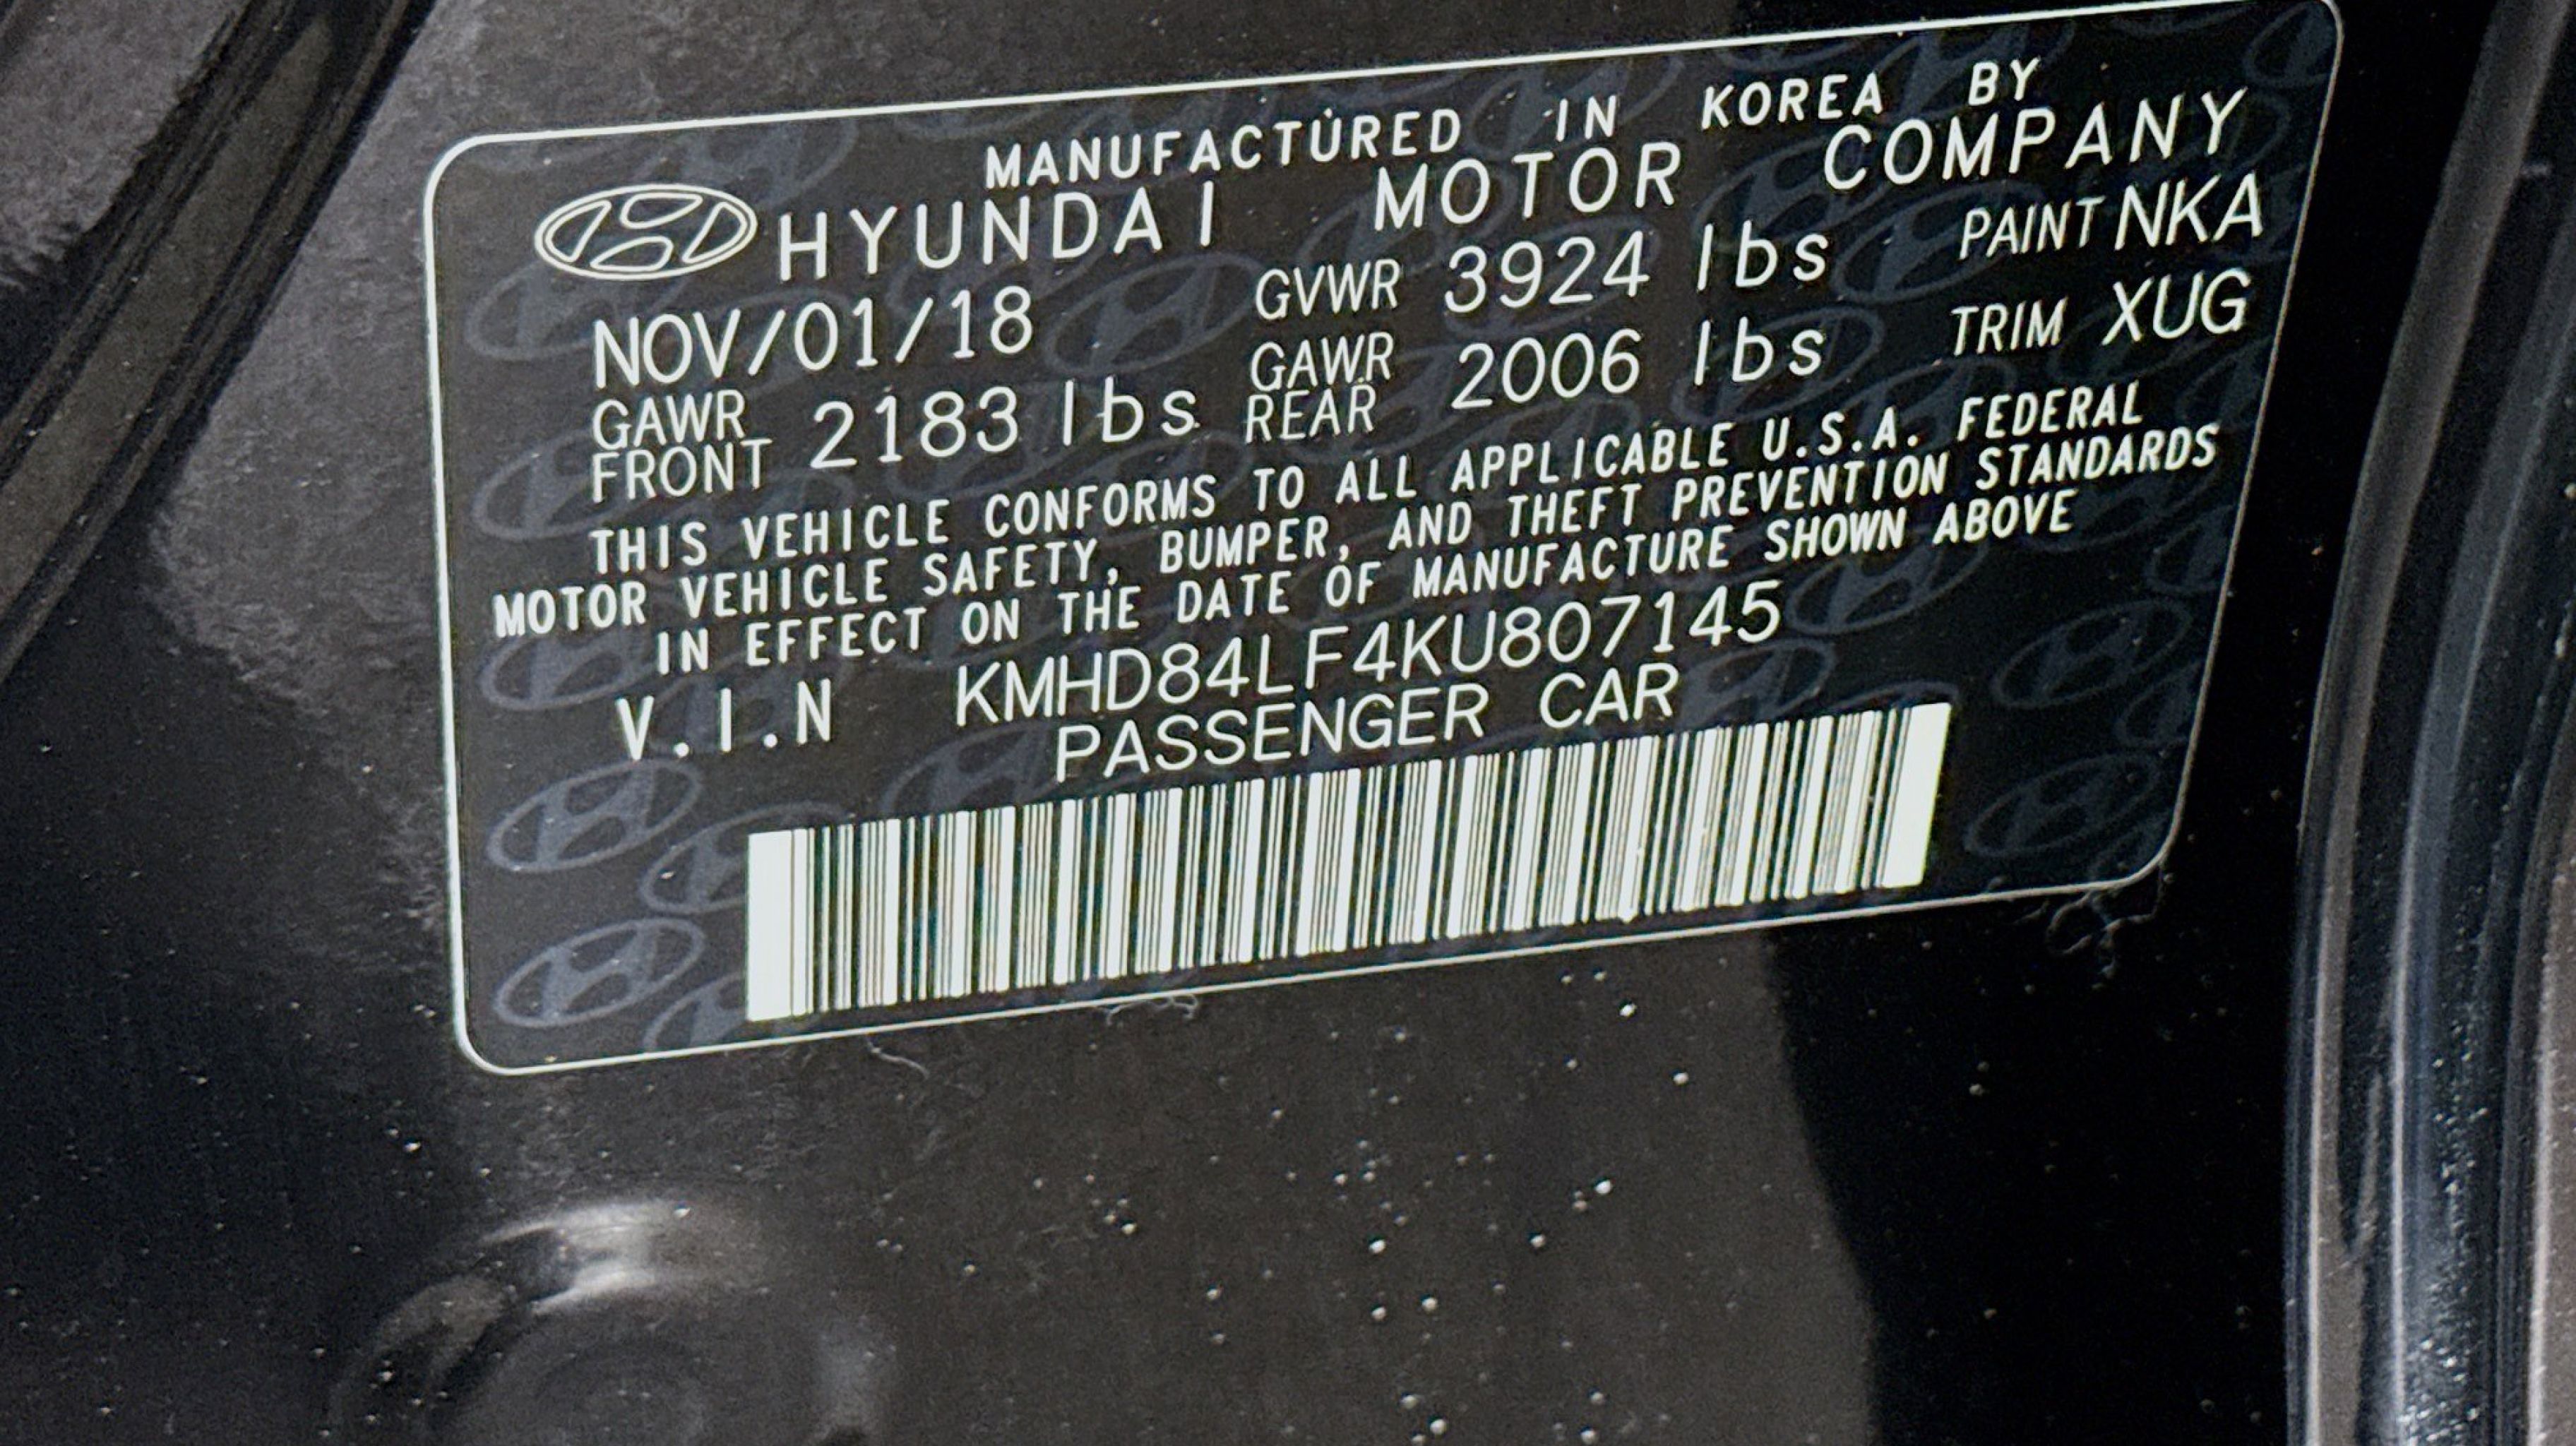 MANUFACTURED IN KOREA BY
HYUNDAI MOTOR COMPANY
NOV/01/18 GVWR 3924 lbs PAINT NKA
GAWR FRONT 2183 lbs GAWR REAR 2006 lbs TRIM XUG
THIS VEHICLE CONFORMS TO ALL APPLICABLE U.S.A. FEDERAL
MOTOR VEHICLE SAFETY, BUMPER, AND THEFT PREVENTION STANDARDS
IN EFFECT ON THE DATE OF MANUFACTURE SHOWN ABOVE
V.I.N KMHD84LF4KU807145
PASSENGER CAR